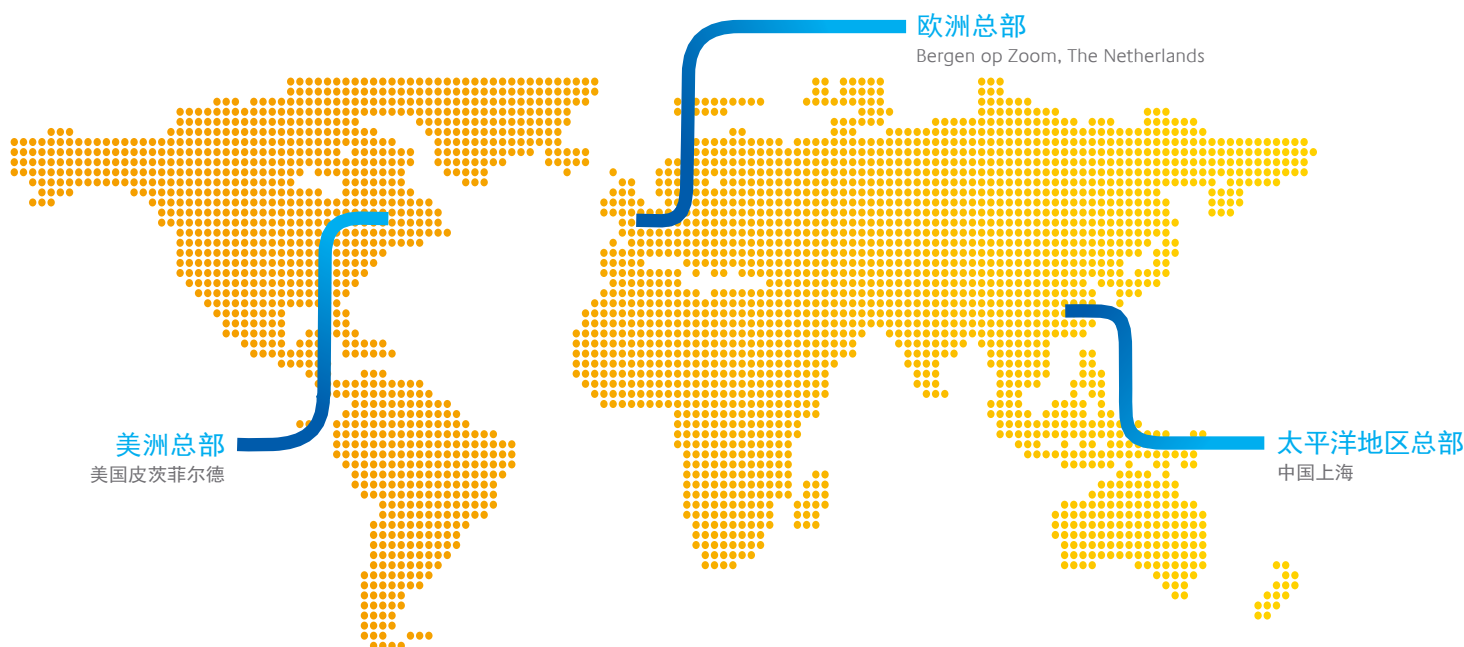 欧洲总部
Bergen op Zoom, The Netherlands
美洲总部
美国皮茨菲尔德
太平洋地区总部
中国上海